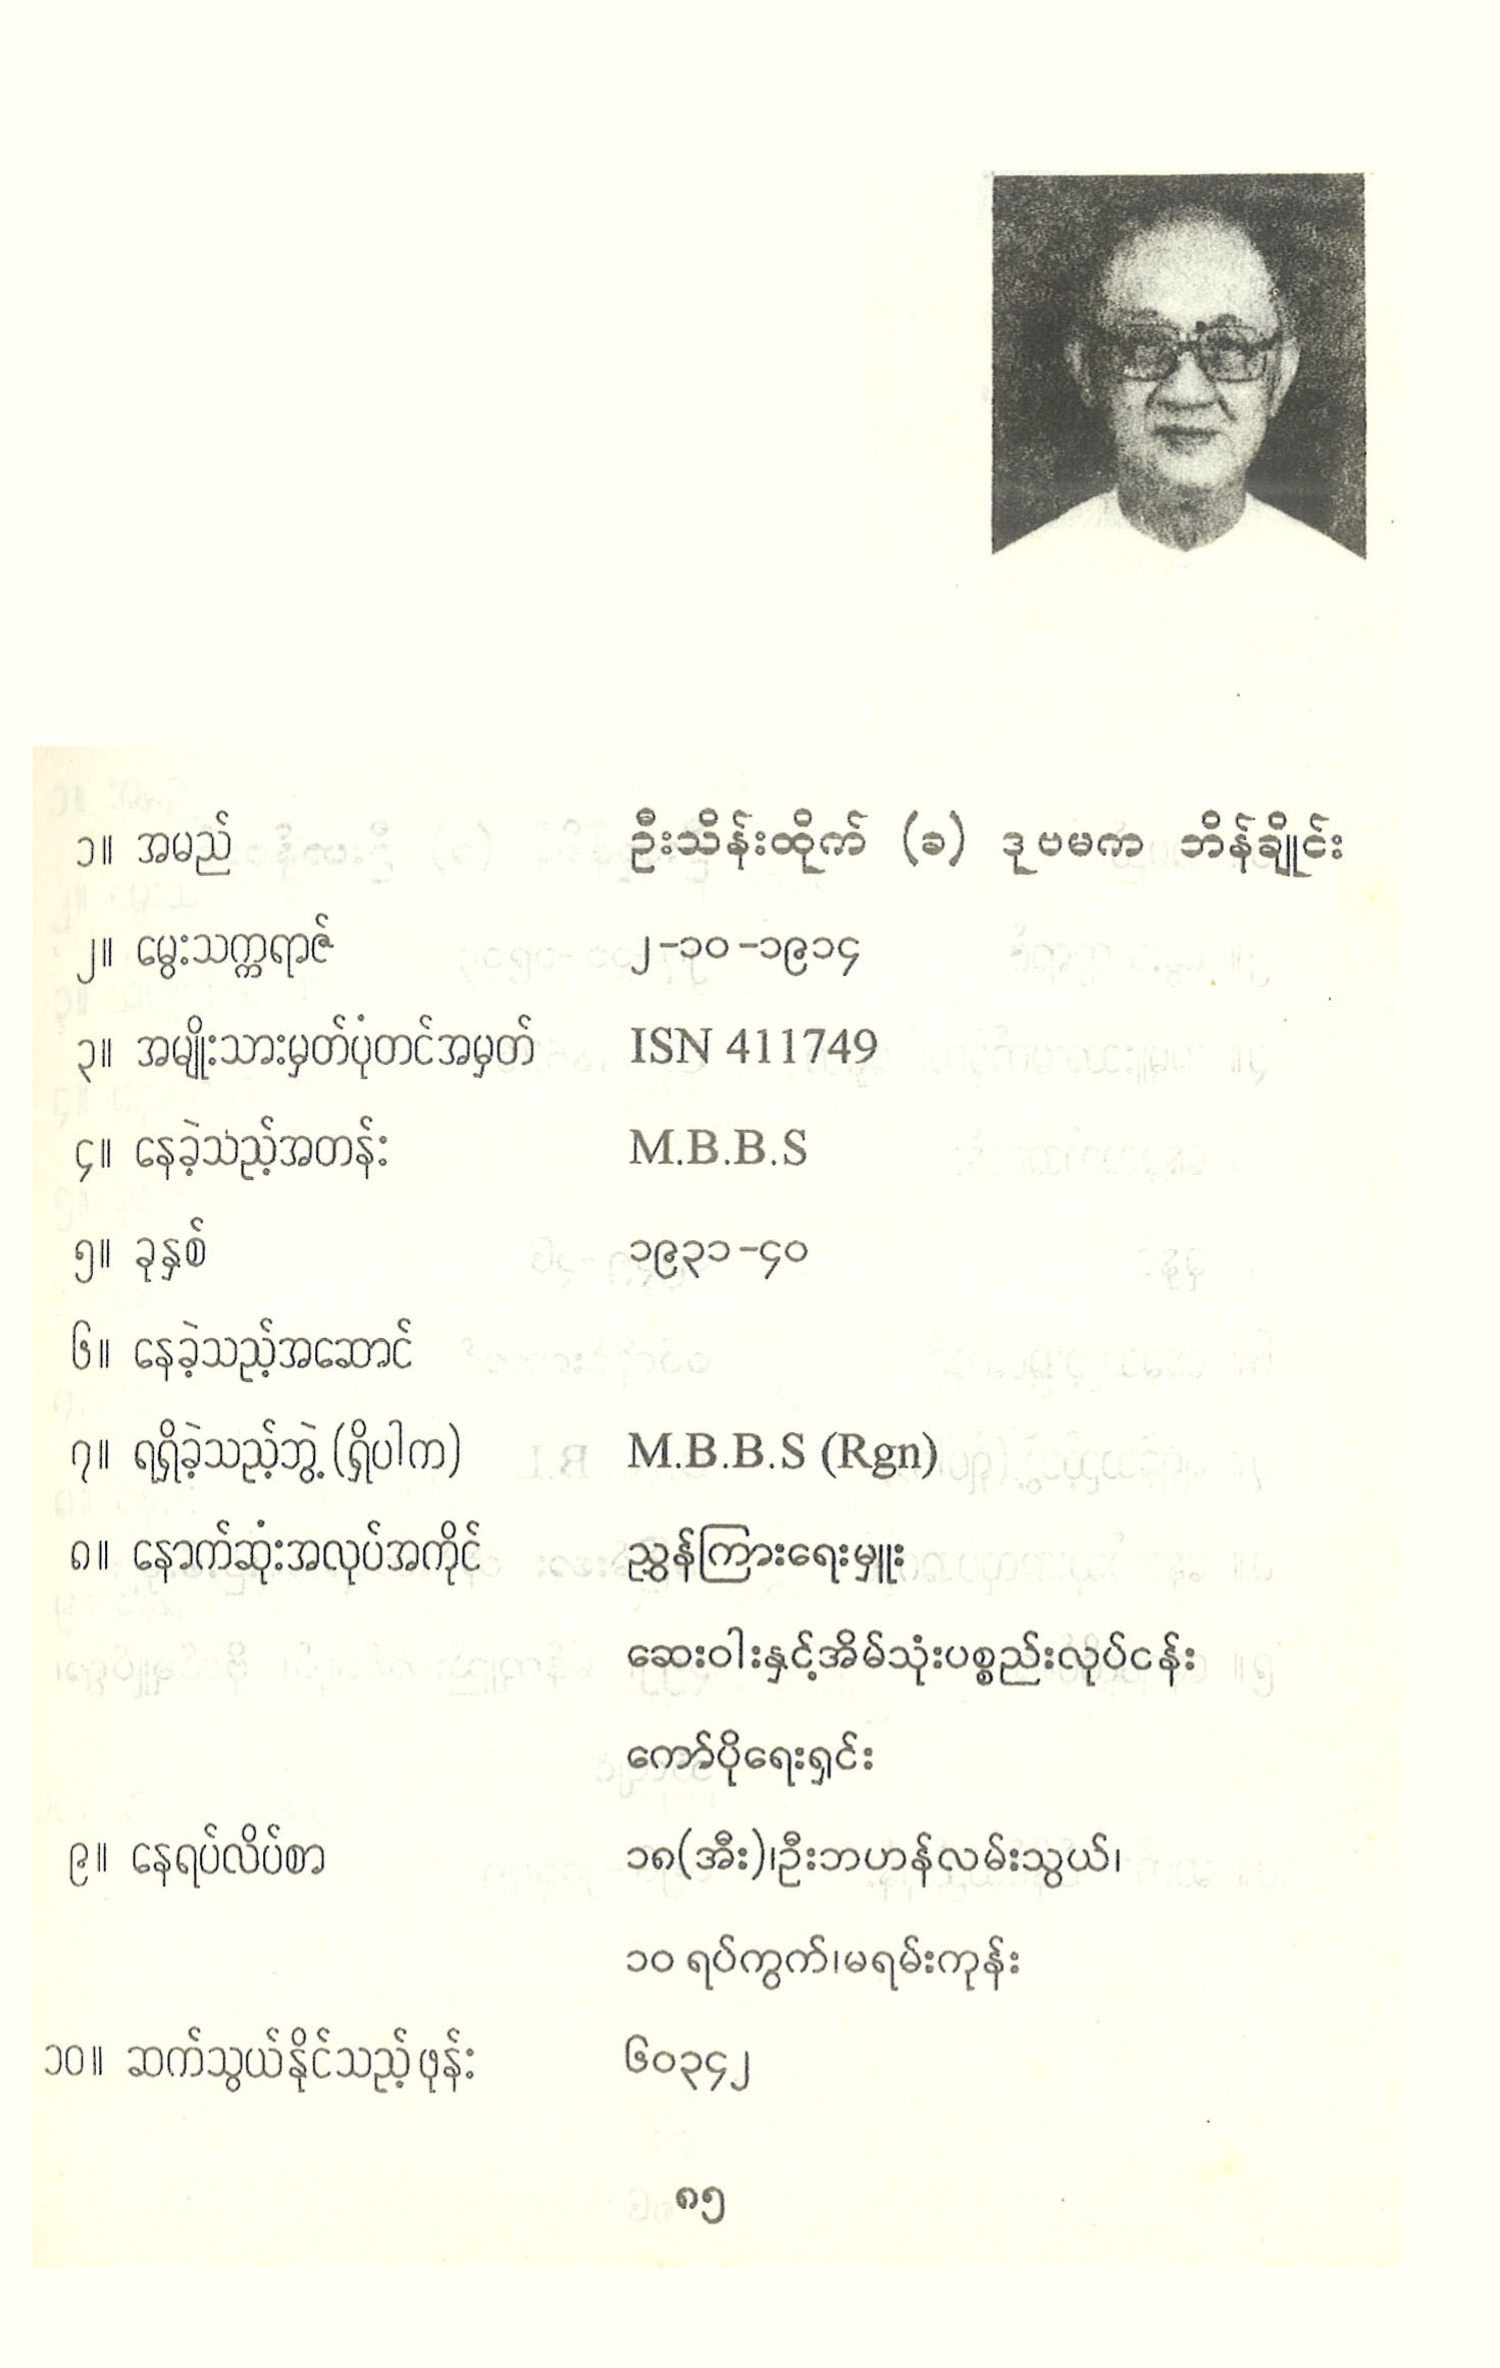 ၁။ အမည် ဦးသိန်းထိုက် (ခ) ဒုဗမက ဘိန်ချိုင်း
၂။ မွေးသက္ကရာဇ် ၂-၁၀-၁၉၁၄
၃။ အမျိုးသားမှတ်ပုံတင်အမှတ် ISN 411749
၄။ နေခဲ့သည့်အတန်း M.B.B.S
၅။ ခုနှစ် ၁၉၃၁-၄၀
၆။ နေခဲ့သည့်အဆောင်
၇။ ရရှိခဲ့သည့်ဘွဲ့ (ရှိပါက) M.B.B.S (Rgn)
၈။ နောက်ဆုံးအလုပ်အကိုင် ညွှန်ကြားရေးမှူး
ဆေးဝါးနှင့်အိမ်သုံးပစ္စည်းလုပ်ငန်း
ကော်ပိုရေးရှင်း
၉။ နေရပ်လိပ်စာ ၁၈(အီး)၊ဦးဘဟန်လမ်းသွယ်၊
၁၀ ရပ်ကွက်၊မရမ်းကုန်း
၁၀။ ဆက်သွယ်နိုင်သည့်ဖုန်း ၆၀၃၄၂
၈၅